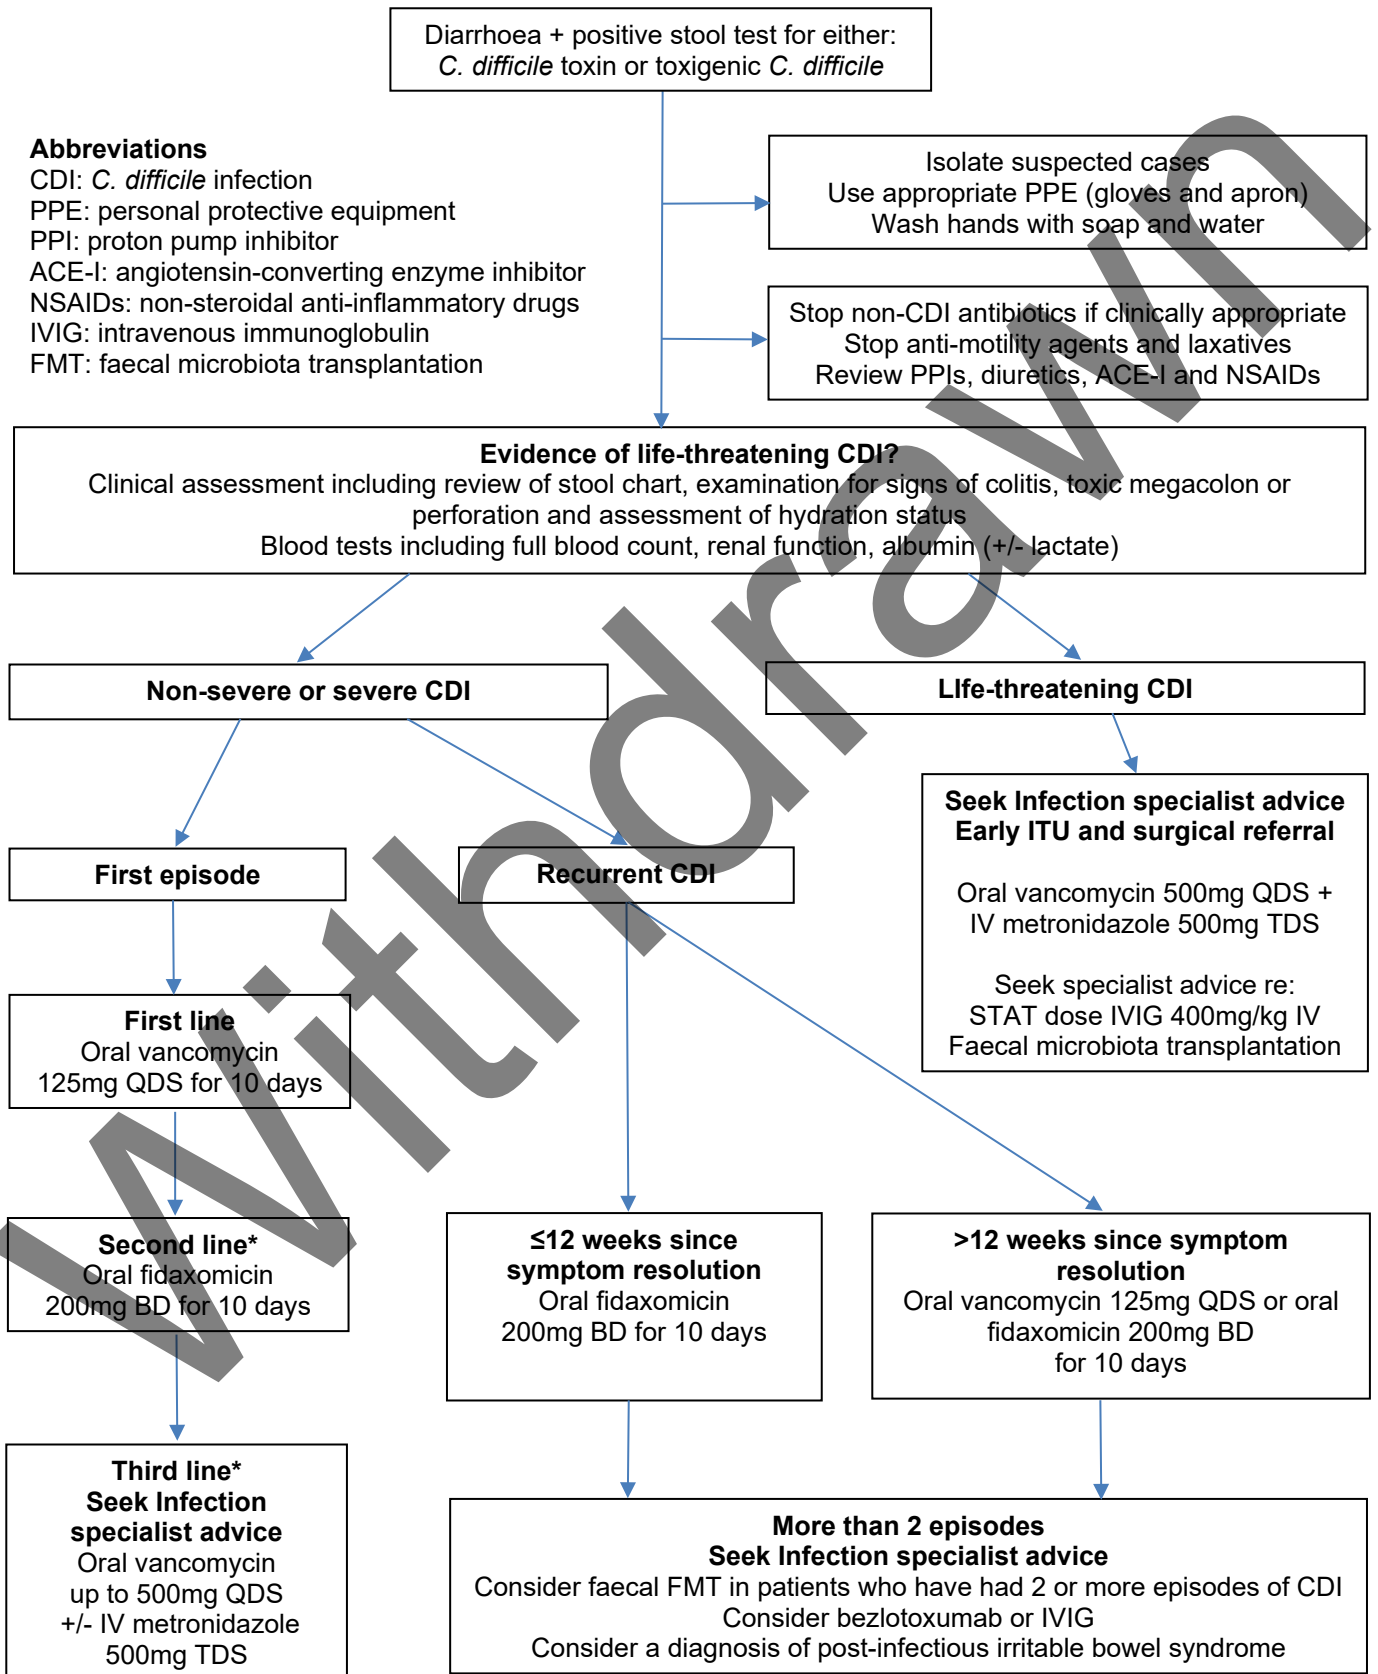 Diarrhoea + positive stool test for either:
C. difficile toxin or toxigenic C. difficile
Abbreviations
CDI: C. difficile infection
PPE: personal protective equipment
PPI: proton pump inhibitor
ACE-I: angiotensin-converting enzyme inhibitor
NSAIDs: non-steroidal anti-inflammatory drugs
IVIG: intravenous immunoglobulin
FMT: faecal microbiota transplantation
Isolate suspected cases
Use appropriate PPE (gloves and apron)
Wash hands with soap and water
Stop non-CDI antibiotics if clinically appropriate
Stop anti-motility agents and laxatives
Review PPIs, diuretics, ACE-I and NSAIDs
Evidence of life-threatening CDI?
Clinical assessment including review of stool chart, examination for signs of colitis, toxic megacolon or
perforation and assessment of hydration status
Blood tests including full blood count, renal function, albumin (+/- lactate)
Non-severe or severe CDI
LIfe-threatening CDI
Seek Infection specialist advice
Early ITU and surgical referral
Oral vancomycin 500mg QDS +
IV metronidazole 500mg TDS
Seek specialist advice re:
STAT dose IVIG 400mg/kg IV
Faecal microbiota transplantation
First episode
Recurrent CDI
First line
Oral vancomycin
125mg QDS for 10 days
Second line*
Oral fidaxomicin
200mg BD for 10 days
≤12 weeks since
symptom resolution
Oral fidaxomicin
200mg BD for 10 days
>12 weeks since symptom
resolution
Oral vancomycin 125mg QDS or oral
fidaxomicin 200mg BD
for 10 days
Third line*
Seek Infection
specialist advice
Oral vancomycin
up to 500mg QDS
+/- IV metronidazole
500mg TDS
More than 2 episodes
Seek Infection specialist advice
Consider faecal FMT in patients who have had 2 or more episodes of CDI
Consider bezlotoxumab or IVIG
Consider a diagnosis of post-infectious irritable bowel syndrome
Withdrawn